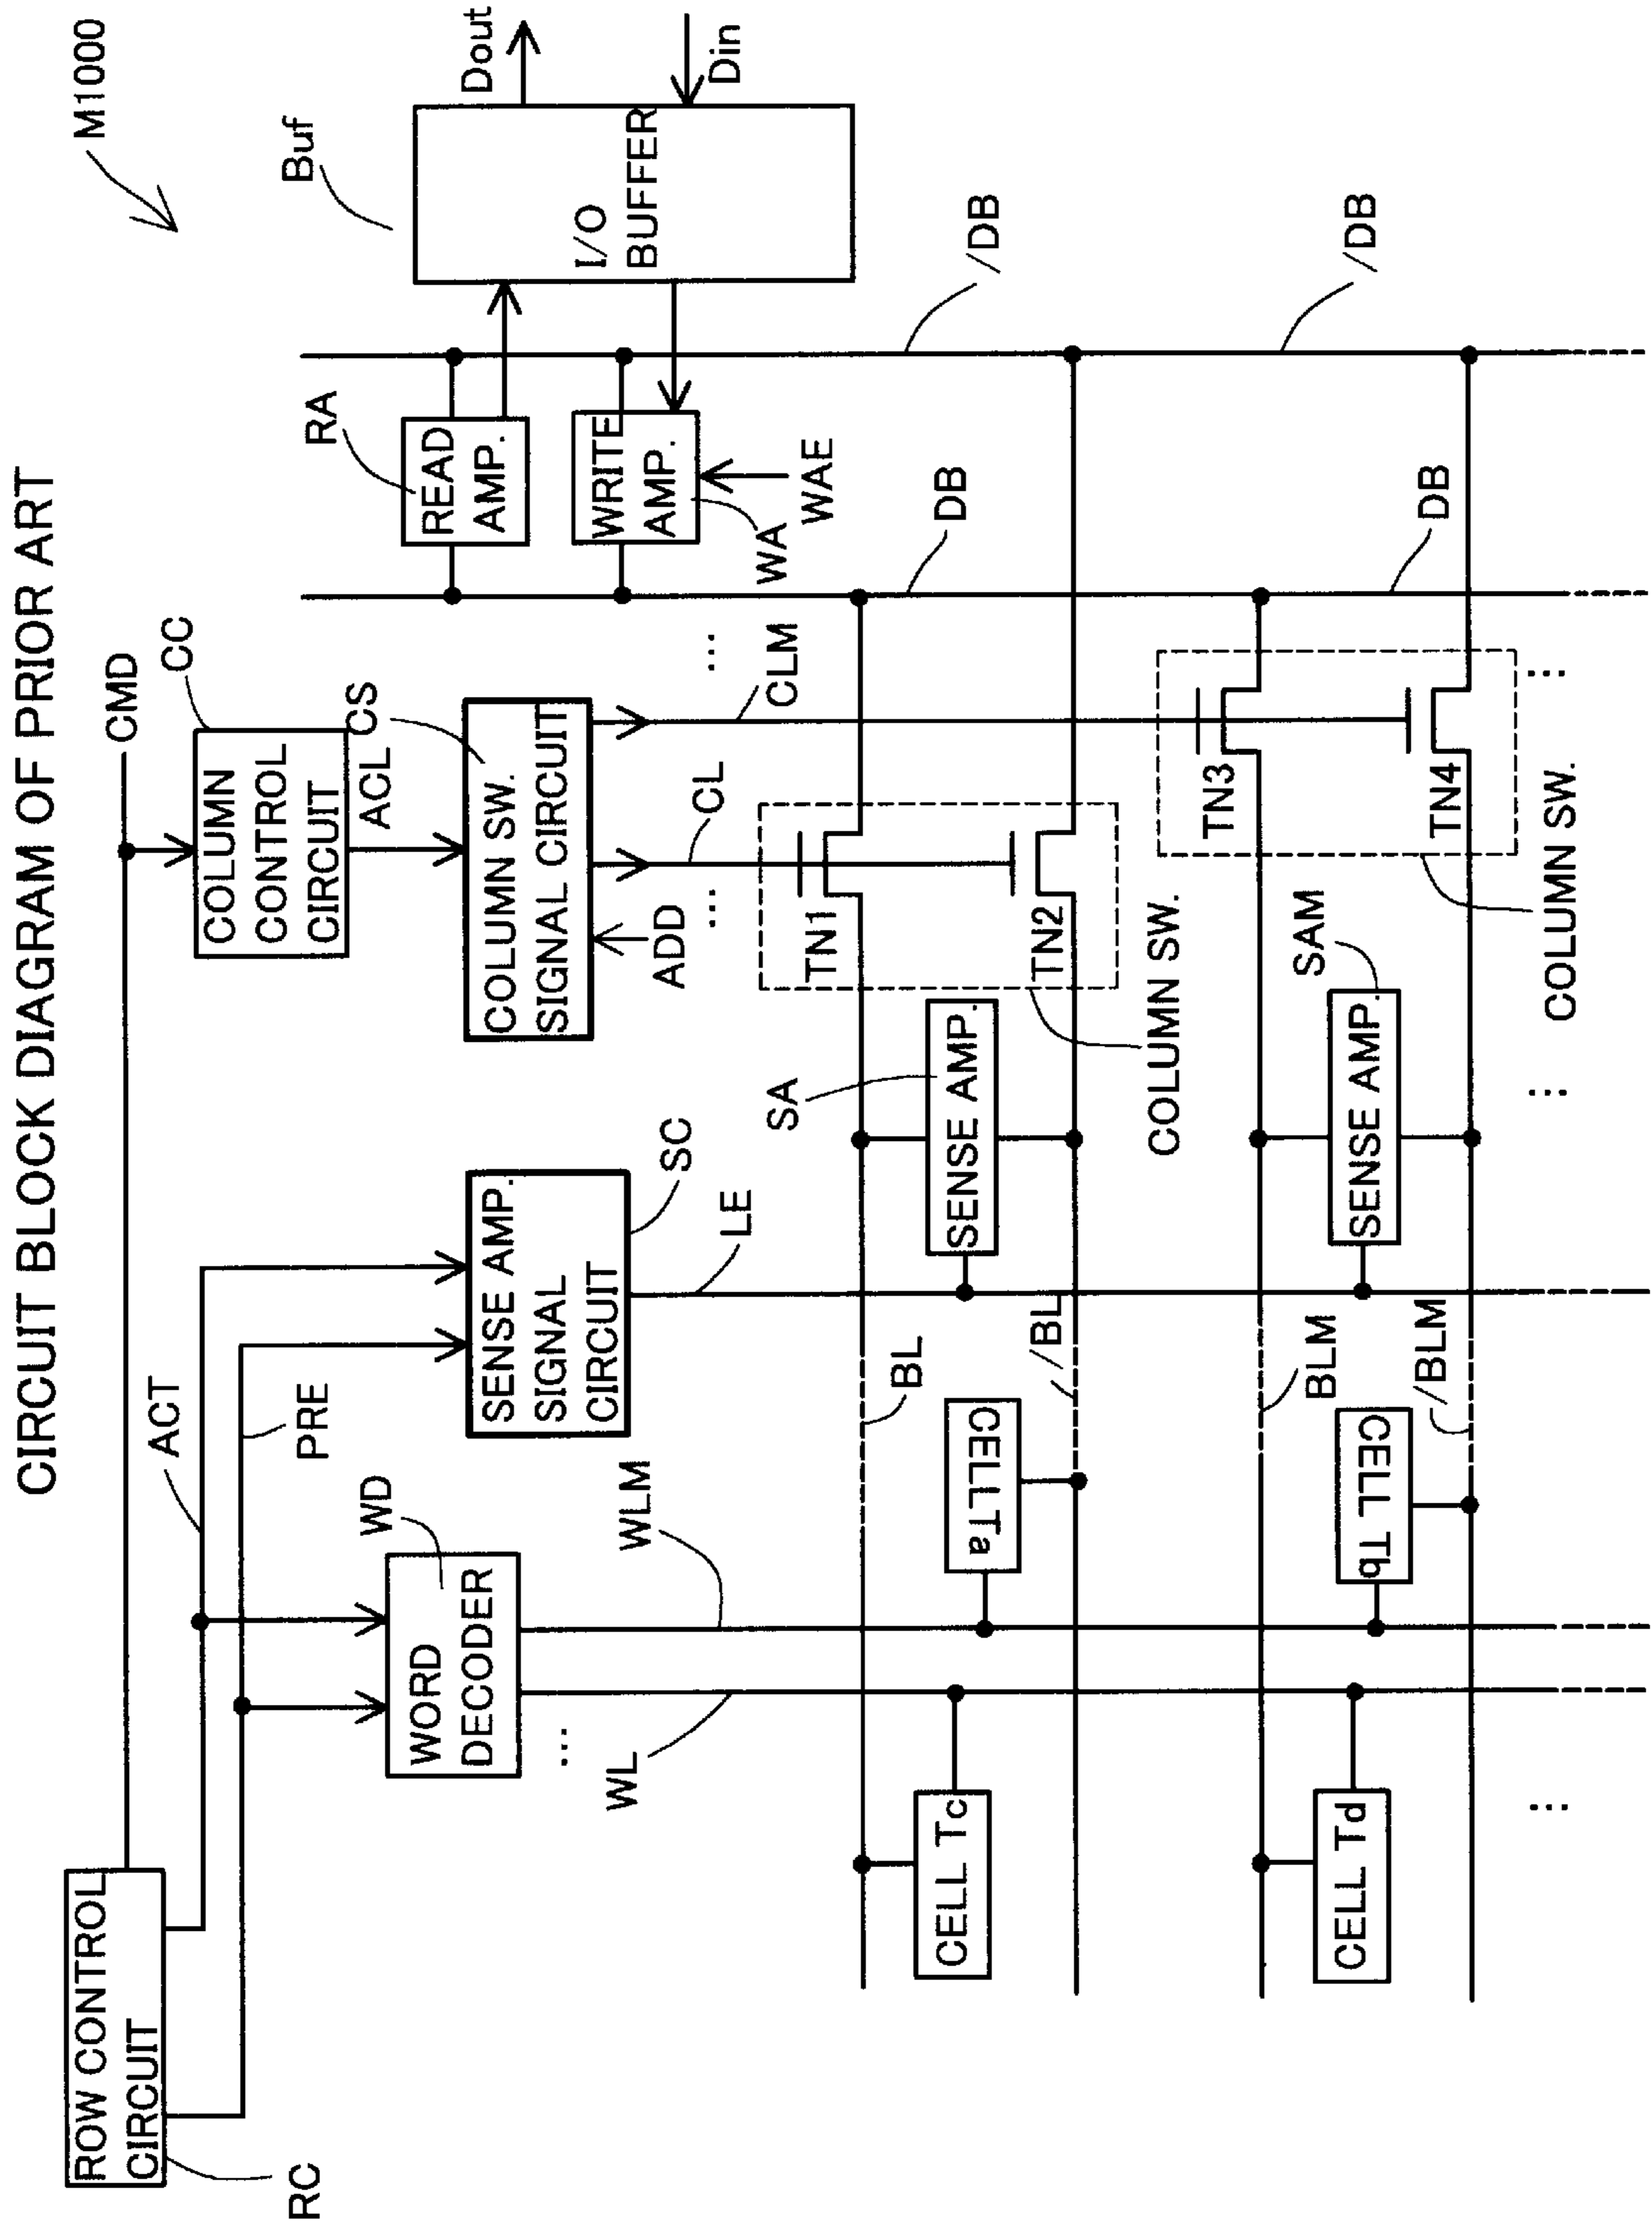 CIRCUIT BLOCK DIAGRAM OF PRIOR ART
M1000
ROW CONTROL
CIRCUIT
RC
CMD
ACT
PRE
CC
COLUMN
CONTROL
CIRCUIT
ACL
CS
COLUMN SW.
SIGNAL CIRCUIT
ADD
...
CL
CLM
...
WD
WORD
DECODER
...
WL
WLM
SENSE AMP.
SIGNAL
CIRCUIT
SC
LE
RA
READ
AMP.
WRITE
AMP.
WA
WAE
Buf
I/O
BUFFER
Dout
Din
DB
/DB
BL
/BL
CELL Tc
CELL Ta
SA
SENSE AMP.
TN1
TN2
COLUMN SW.
DB
/DB
BLM
/BLM
CELL Td
CELL Tb
SAM
SENSE AMP.
TN3
TN4
COLUMN SW.
...
...
...